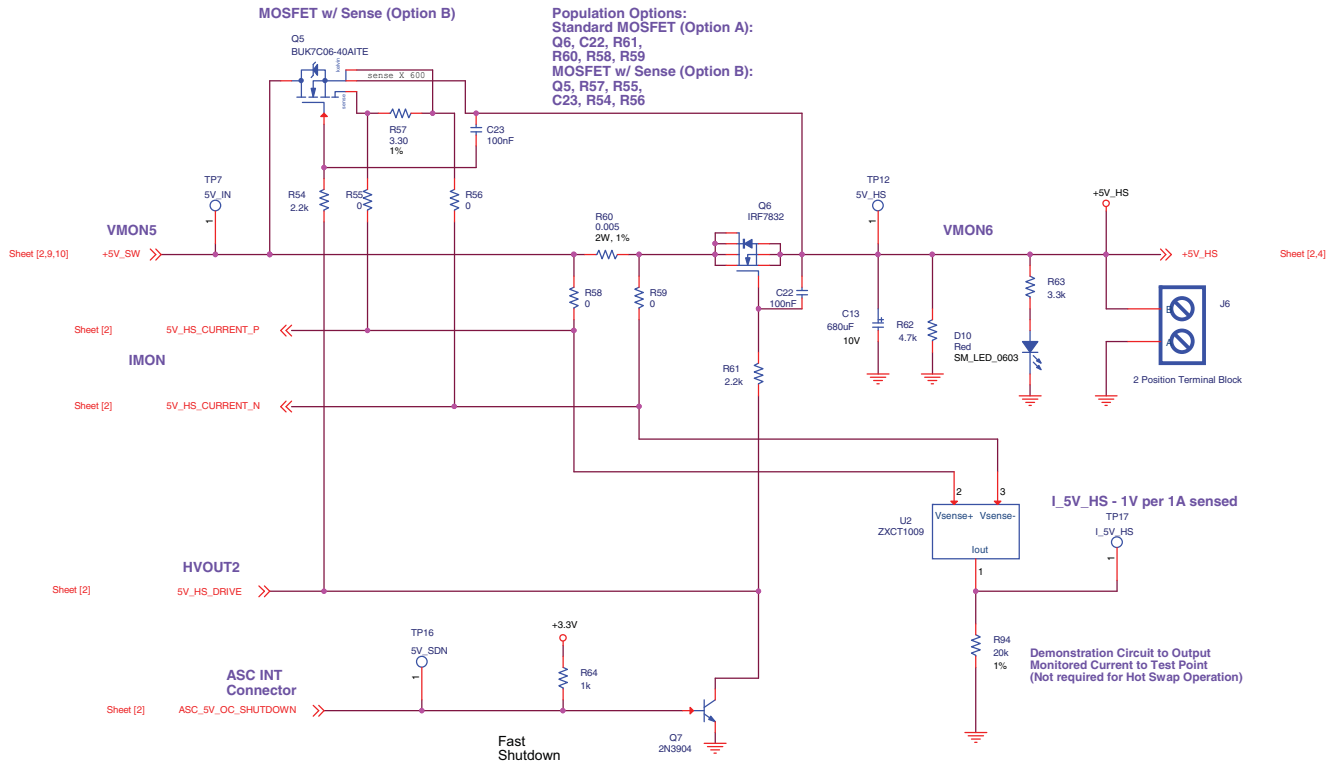 MOSFET w/ Sense (Option B)
Population Options:
Standard MOSFET (Option A):
Q6, C22, R61,
R60, R58, R59
MOSFET w/ Sense (Option B):
Q5, R57, R55,
C23, R54, R56
Q5
BUK7C06-40AITE
kelvin
sense X 600
sense
R57
3.30
1%
C23
100nF
TP7
5V_IN
1
R54
2.2k
R55
0
R56
0
R60
0.005
2W, 1%
Q6
IRF7832
TP12
5V_HS
1
+5V_HS
VMON5
VMON6
Sheet [2,9,10]
+5V_SW
+5V_HS
Sheet [2,4]
R58
0
R59
0
C22
100nF
R63
3.3k
J6
B
A
C13
680uF
10V
R62
4.7k
D10
Red
SM_LED_0603
2 Position Terminal Block
Sheet [2]
5V_HS_CURRENT_P
IMON
R61
2.2k
Sheet [2]
5V_HS_CURRENT_N
2
3
U2
ZXCT1009
Vsense+
Vsense-
Iout
1
I_5V_HS - 1V per 1A sensed
TP17
I_5V_HS
1
HVOUT2
Sheet [2]
5V_HS_DRIVE
TP16
5V_SDN
1
+3.3V
R64
1k
R94
20k
1%
Demonstration Circuit to Output
Monitored Current to Test Point
(Not required for Hot Swap Operation)
ASC INT
Connector
Sheet [2]
ASC_5V_OC_SHUTDOWN
Q7
2N3904
Fast
Shutdown